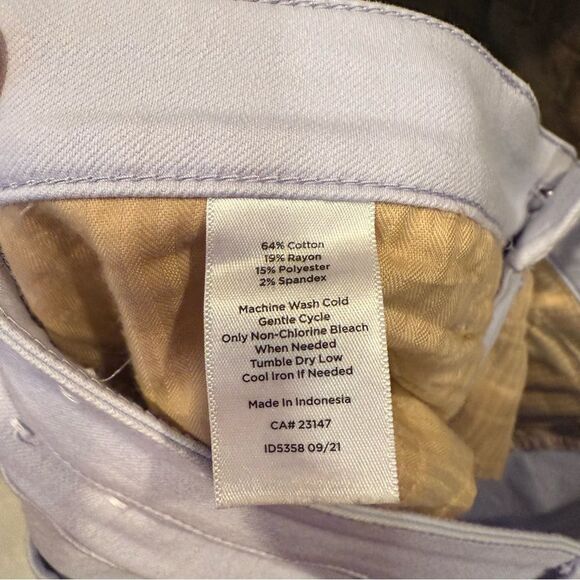 64% Cotton
19% Rayon
15% Polyester
2% Spandex
Machine Wash Cold
Gentle Cycle
Only Non-Chlorine Bleach
When Needed
Tumble Dry Low
Cool Iron If Needed
Made In Indonesia
CA# 23147
ID5358 09/21